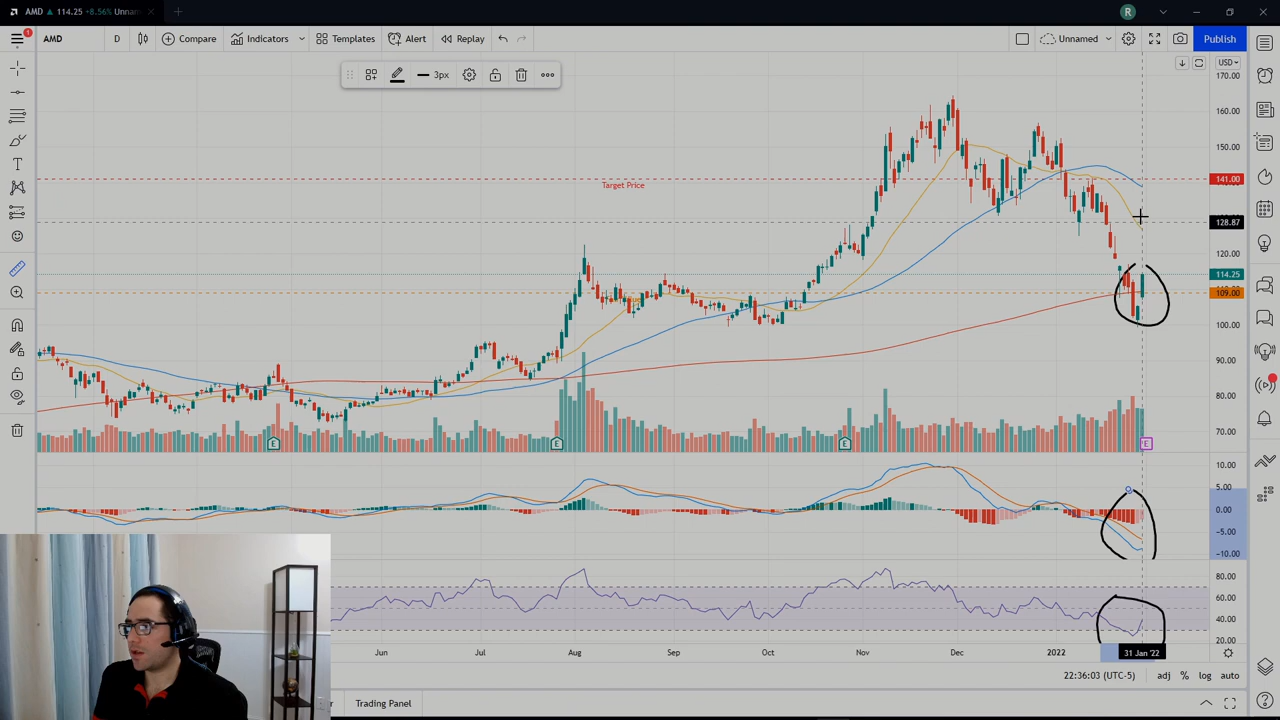 AMD ▲ 114.25 +8.56% Unnam
R
AMD
D
Compare
Indicators
Templates
Alert
Replay
Unnamed
Publish
3px
USD
170.00
160.00
150.00
141.00
Target Price
128.87
120.00
114.25
109.00
100.00
90.00
80.00
70.00
E
E
E
E
10.00
5.00
0.00
-5.00
-10.00
80.00
60.00
40.00
20.00
Jun
Jul
Aug
Sep
Oct
Nov
Dec
2022
31 Jan '22
22:36:03 (UTC-5)
adj
%
log
auto
Trading Panel